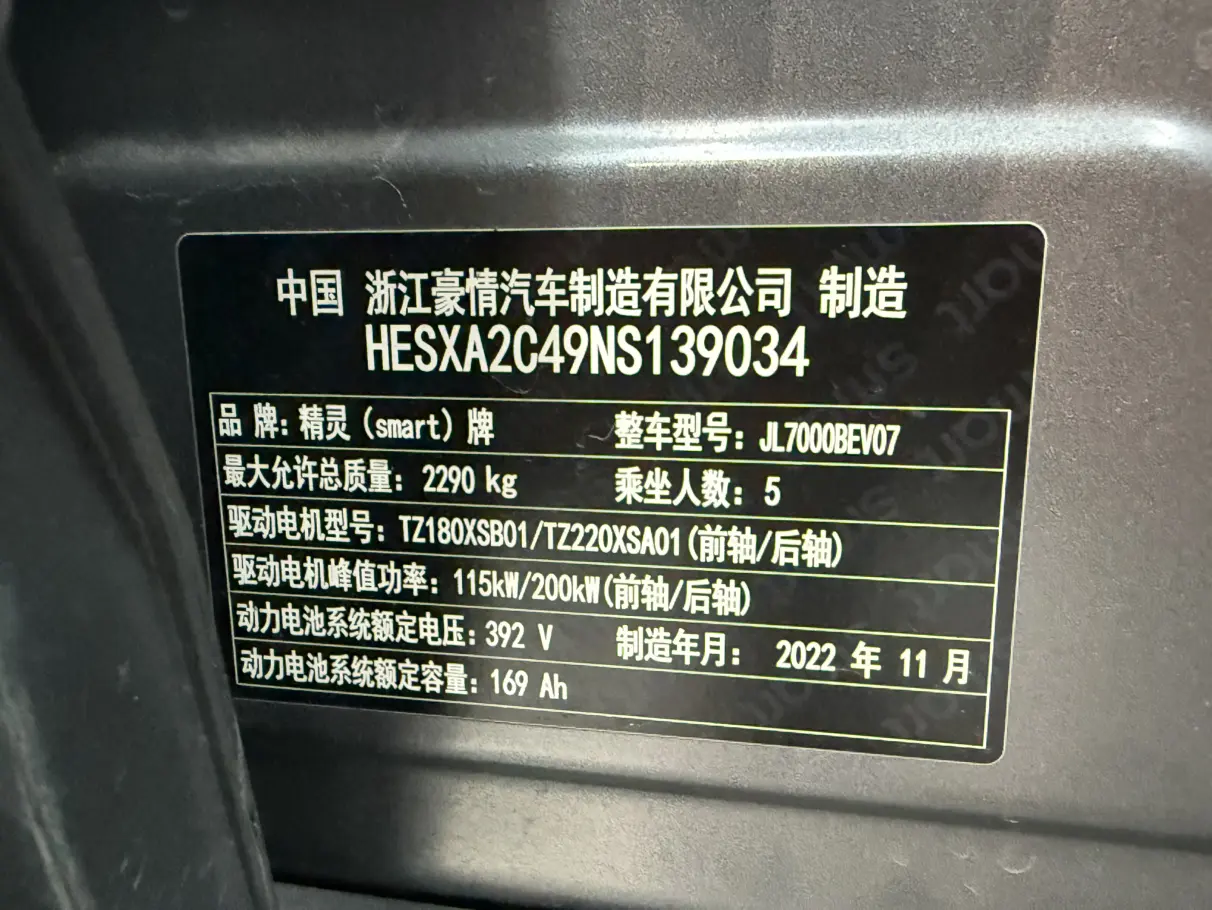 中国 浙江豪情汽车制造有限公司 制造
HESXA2C49NS139034
品 牌: 精灵 (smart) 牌 整车型号: JL7000BEV07
最大允许总质量: 2290 kg 乘坐人数: 5
驱动电机型号: TZ180XSB01/TZ220XSA01(前轴/后轴)
驱动电机峰值功率: 115kW/200kW(前轴/后轴)
动力电池系统额定电压: 392 V 制造年月: 2022 年 11 月
动力电池系统额定容量: 169 Ah